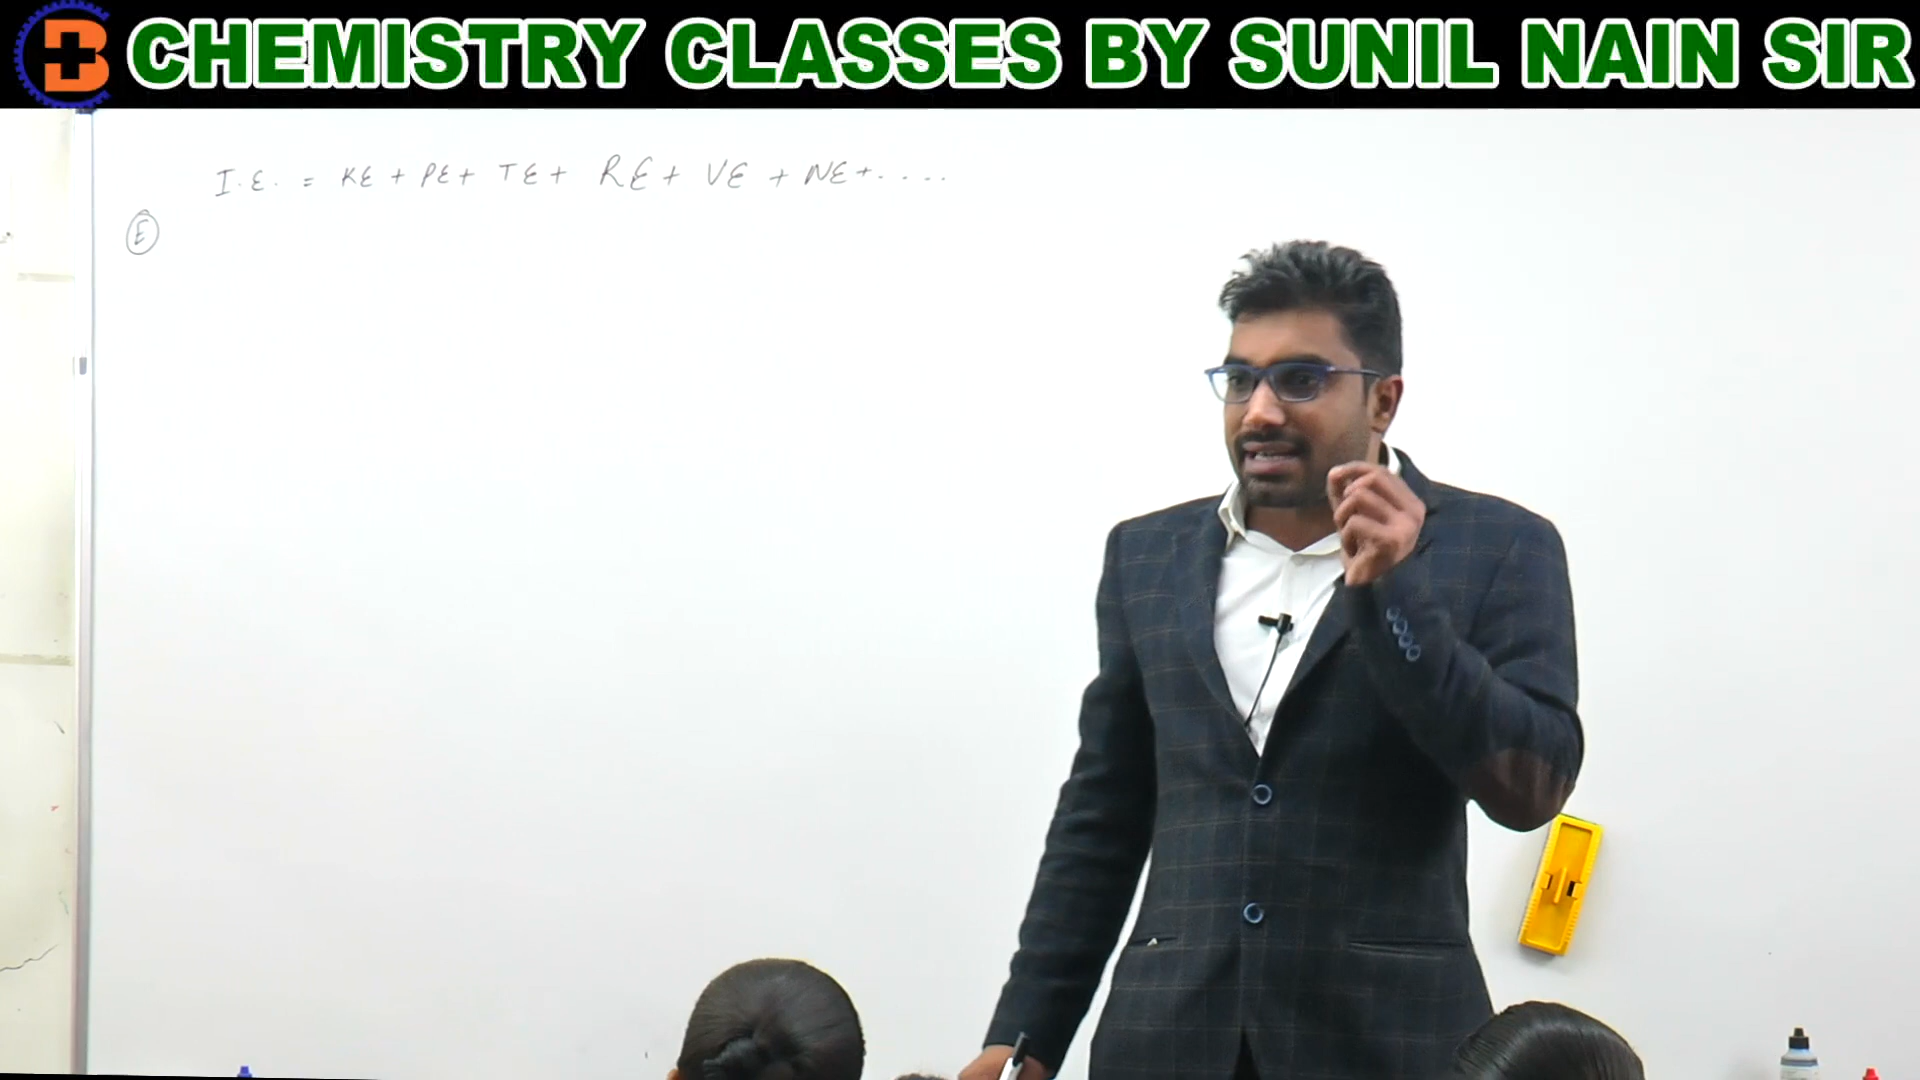 CHEMISTRY CLASSES BY SUNIL NAIN SIR
I.E. = KE + PE + TE + RE + VE + NE + . . . .
E